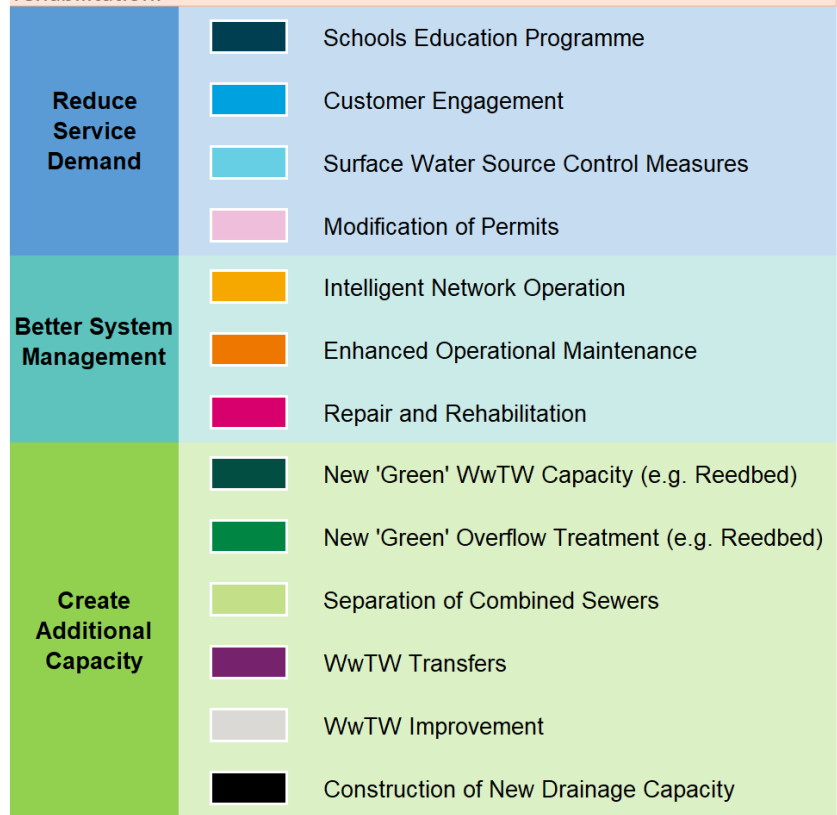 Reduce
Service
Demand
Schools Education Programme
Customer Engagement
Surface Water Source Control Measures
Modification of Permits
Better System
Management
Intelligent Network Operation
Enhanced Operational Maintenance
Repair and Rehabilitation
Create
Additional
Capacity
New 'Green' WwTW Capacity (e.g. Reedbed)
New 'Green' Overflow Treatment (e.g. Reedbed)
Separation of Combined Sewers
WwTW Transfers
WwTW Improvement
Construction of New Drainage Capacity